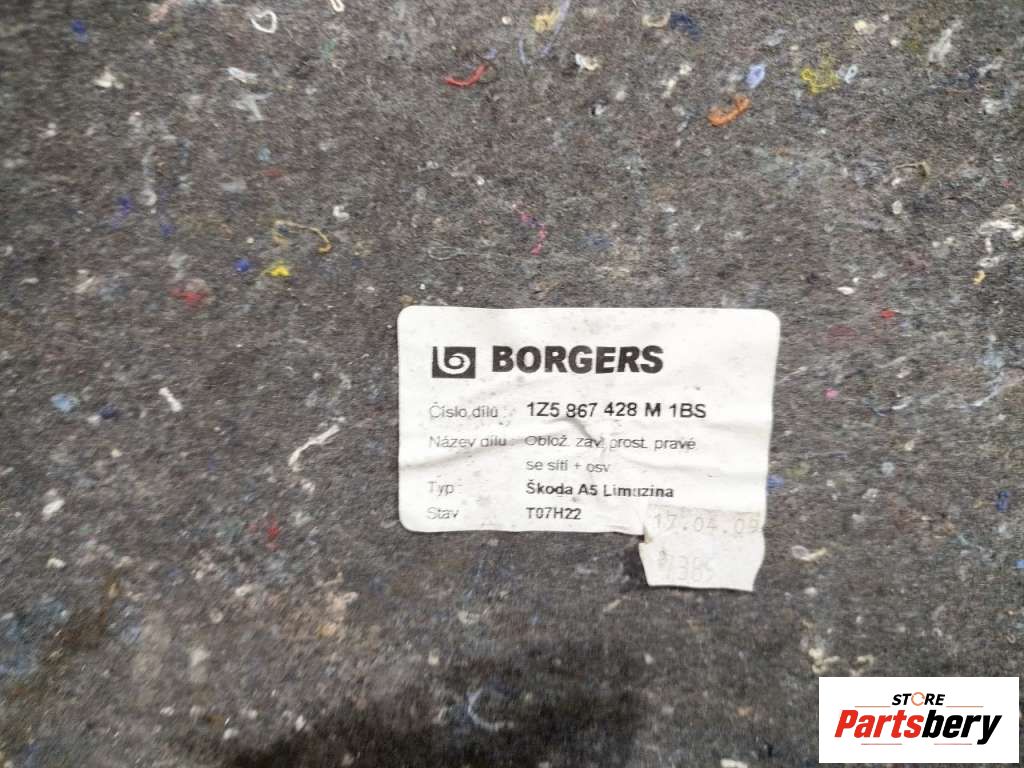 BORGERS
Číslo dílu : 1Z5 867 428 M 1BS
Název dílu : Oblož. zav. prost. pravé
se sítí + osv.
Typ : Škoda A5 Limuzina
Stav T07H22
17.04.09
STORE
Partsbery